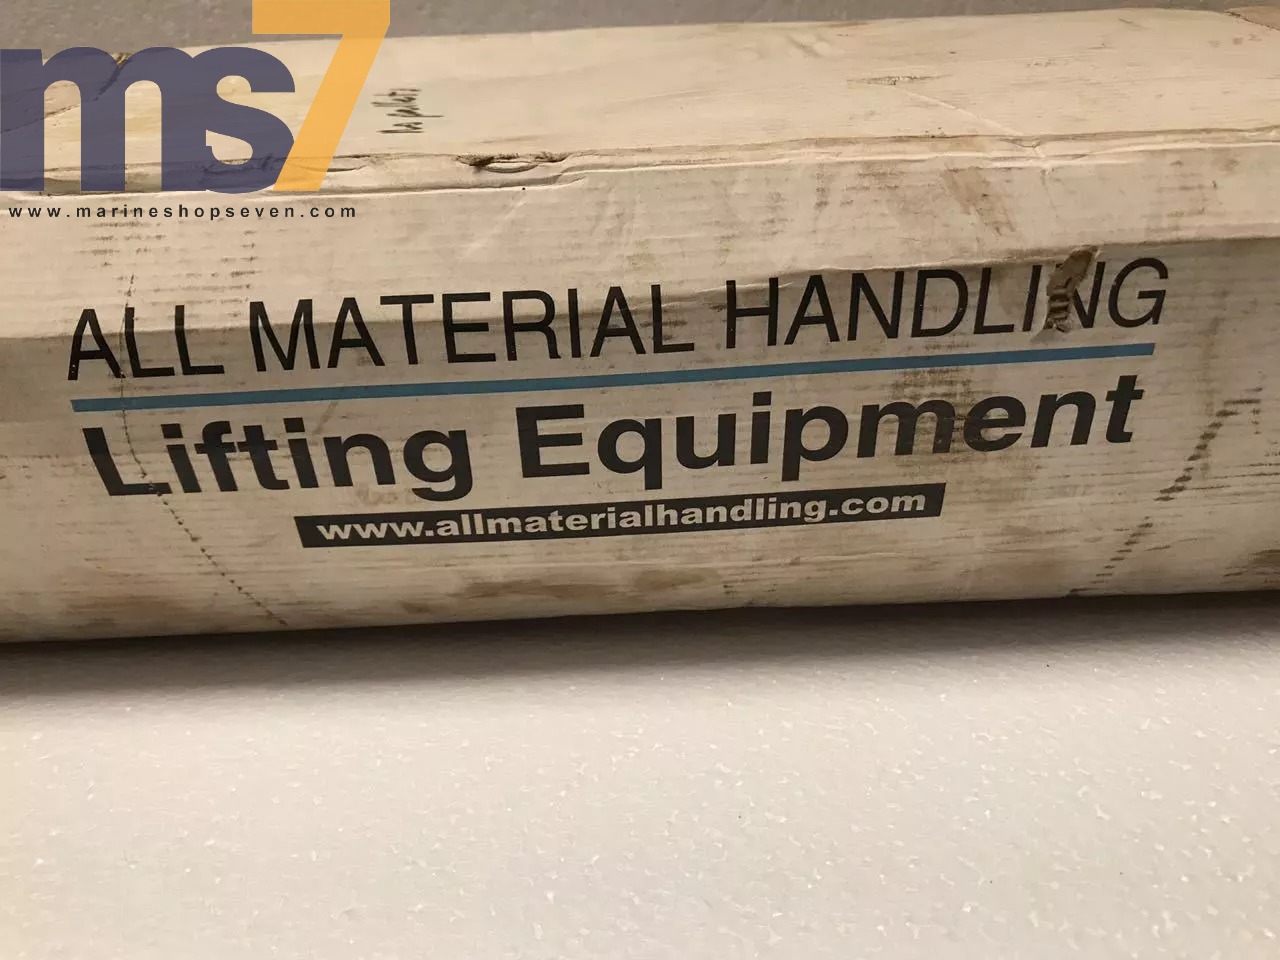 ms7
www.marineshopseven.com
ALL MATERIAL HANDLING
Lifting Equipment
www.allmaterialhandling.com